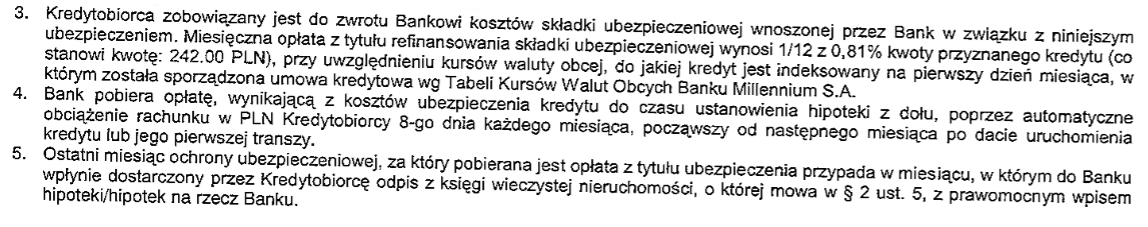 3. Kredytobiorca zobowiązany jest do zwrotu Bankowi kosztów składki ubezpieczeniowej wnoszonej przez Bank w związku z niniejszym
ubezpieczeniem. Miesięczna opłata z tytułu refinansowania składki ubezpieczeniowej wynosi 1/12 z 0,81% kwoty przyznanego kredytu (co
stanowi kwotę: 242.00 PLN), przy uwzględnieniu kursów waluty obcej, do jakiej kredyt jest indeksowany na pierwszy dzień miesiąca, w
którym została sporządzona umowa kredytowa wg Tabeli Kursów Walut Obcych Banku Millennium S.A.
4. Bank pobiera opłatę, wynikającą z kosztów ubezpieczenia kredytu do czasu ustanowienia hipoteki z dołu, poprzez automatyczne
obciążenie rachunku w PLN Kredytobiorcy 8-go dnia każdego miesiąca, począwszy od następnego miesiąca po dacie uruchomienia
kredytu lub jego pierwszej transzy.
5. Ostatni miesiąc ochrony ubezpieczeniowej, za który pobierana jest opłata z tytułu ubezpieczenia przypada w miesiącu, w którym do Banku
wpłynie dostarczony przez Kredytobiorcę odpis z księgi wieczystej nieruchomości, o której mowa w § 2 ust. 5, z prawomocnym wpisem
hipoteki/hipotek na rzecz Banku.